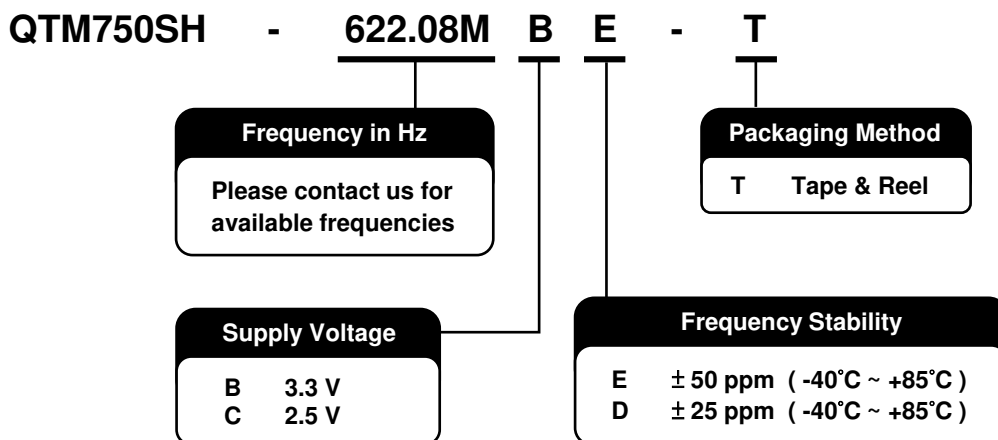 QTM750SH - 622.08M B E - T
Frequency in Hz
Please contact us for
available frequencies
Packaging Method
T Tape & Reel
Supply Voltage
B 3.3 V
C 2.5 V
Frequency Stability
E ± 50 ppm ( -40°C ~ +85°C )
D ± 25 ppm ( -40°C ~ +85°C )